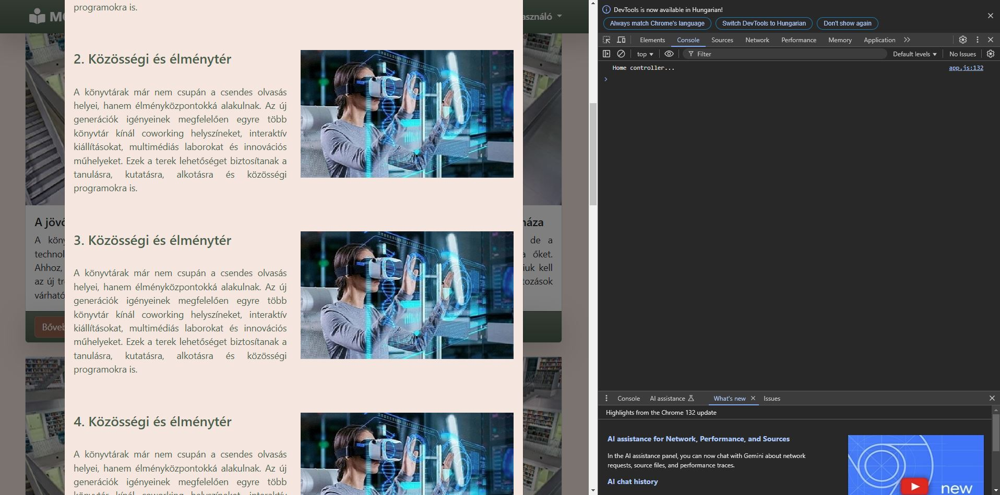 programokra is.
M
asználó
2. Közösségi és élménytér
A könyvtárak már nem csupán a csendes olvasás
helyei, hanem élményközpontokká alakulnak. Az új
generációk igényeinek megfelelően egyre több
könyvtár kínál coworking helyszíneket, interaktív
kiállításokat, multimédiás laborokat és innovációs
műhelyeket. Ezek a terek lehetőséget biztosítanak a
tanulásra, kutatásra, alkotásra és közösségi
programokra is.
3. Közösségi és élménytér
A könyvtárak már nem csupán a csendes olvasás
helyei, hanem élményközpontokká alakulnak. Az új
generációk igényeinek megfelelően egyre több
könyvtár kínál coworking helyszíneket, interaktív
kiállításokat, multimédiás laborokat és innovációs
műhelyeket. Ezek a terek lehetőséget biztosítanak a
tanulásra, kutatásra, alkotásra és közösségi
programokra is.
4. Közösségi és élménytér
A könyvtárak már nem csupán a csendes olvasás
helyei, hanem élményközpontokká alakulnak. Az új
generációk igényeinek megfelelően egyre több
könyvtár kínál coworking helyszíneket, interaktív
A jöv
A kön
technol
Ahhoz,
az új tr
várható
Bőveb
háza
de a
a őket.
iuk kell
tozások
DevTools is now available in Hungarian!
Always match Chrome's language Switch DevTools to Hungarian Don't show again
Elements Console Sources Network Performance Memory Application
top Filter Default levels No Issues
Home controller... app.js:132
Console AI assistance What's new Issues
Highlights from the Chrome 132 update
AI assistance for Network, Performance, and Sources
In the AI assistance panel, you can now chat with Gemini about network
requests, source files, and performance traces.
AI chat history
new